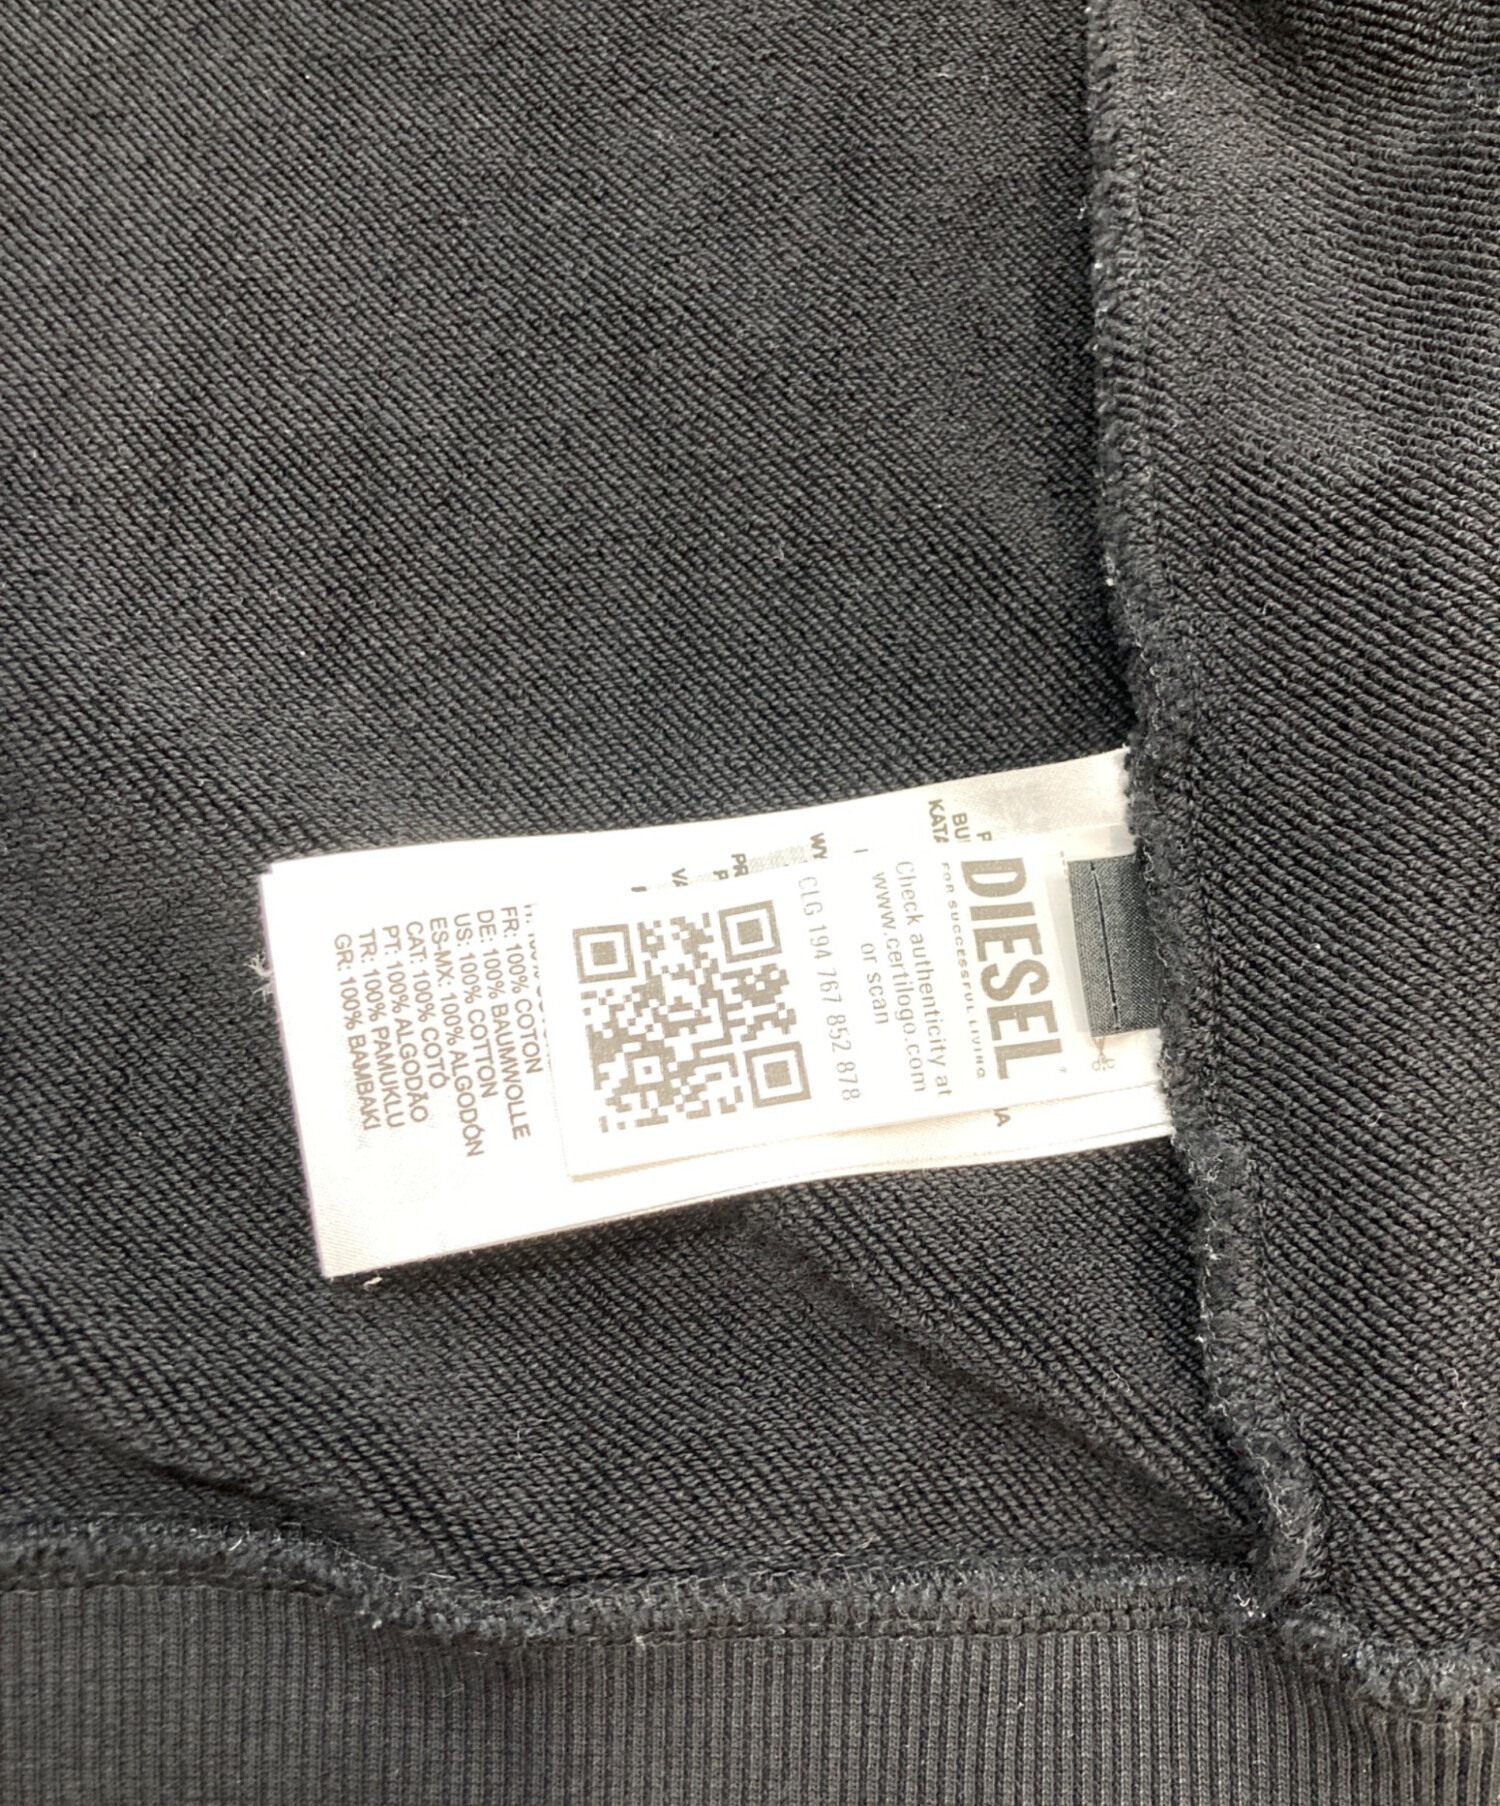 DIESEL
FOR SUCCESSFUL LIVING
Check authenticity at
www.certilogo.com
or scan
CLG 194 767 852 878
FR: 100% COTON
DE: 100% BAUMWOLLE
US: 100% COTTON
ES-MX: 100% ALGODÓN
CAT: 100% COTÓ
PT: 100% ALGODÃO
TR: 100% PAMUKLU
GR: 100% BAMBAKI